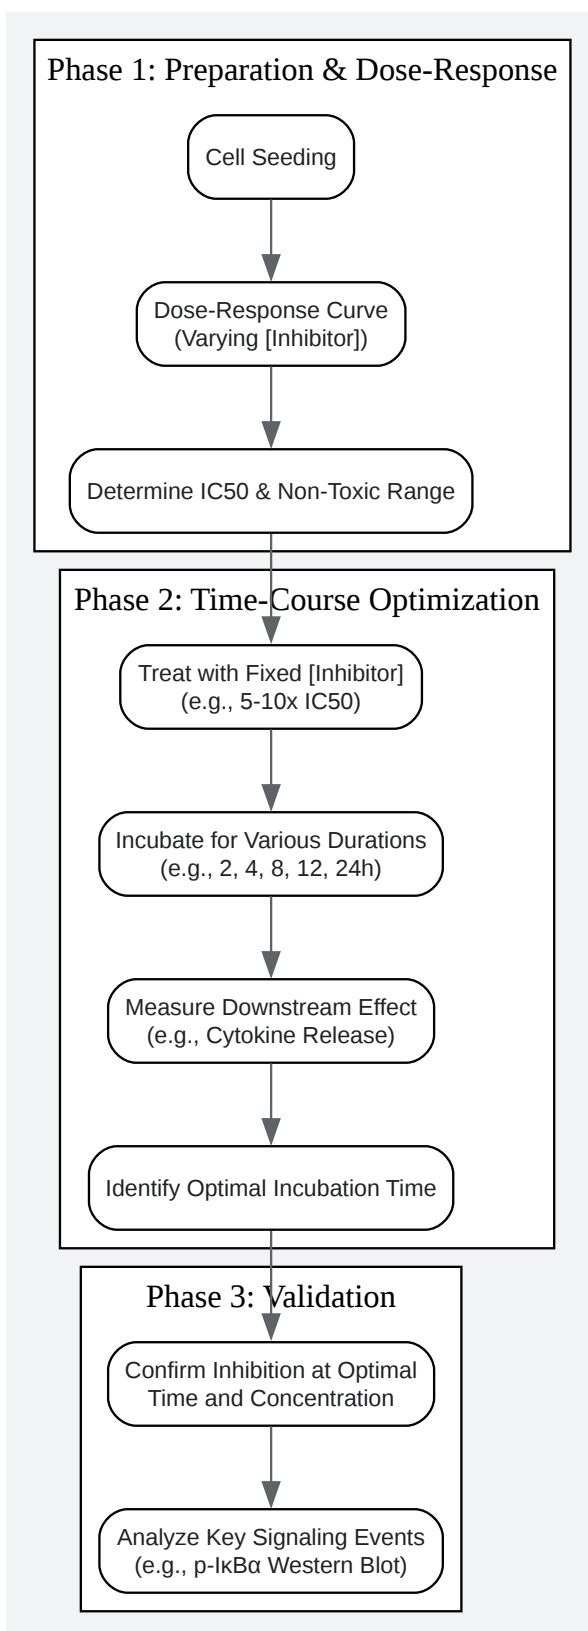 Phase 1: Preparation & Dose-Response
Cell Seeding
Dose-Response Curve
(Varying [Inhibitor])
Determine IC50 & Non-Toxic Range
Phase 2: Time-Course Optimization
Treat with Fixed [Inhibitor]
(e.g., 5-10x IC50)
Incubate for Various Durations
(e.g., 2, 4, 8, 12, 24h)
Measure Downstream Effect
(e.g., Cytokine Release)
Identify Optimal Incubation Time
Phase 3: Validation
Confirm Inhibition at Optimal
Time and Concentration
Analyze Key Signaling Events
(e.g., p-IκBα Western Blot)